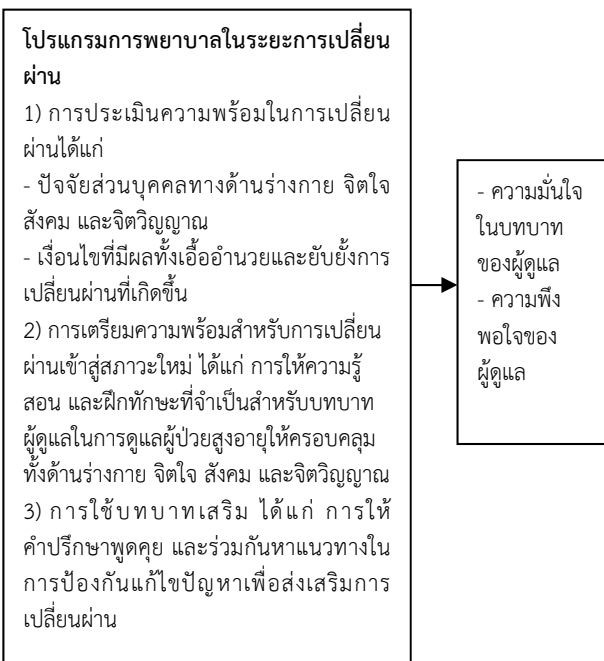 โปรแกรมการพยาบาลในระยะการเปลี่ยน
ผ่าน
1) การประเมินความพร้อมในการเปลี่ยน
ผ่านได้แก่
- ปัจจัยส่วนบุคคลทางด้านร่างกาย จิตใจ
สังคม และจิตวิญญาณ
- เงื่อนไขที่มีผลทั้งเอื้ออำนวยและยับยั้งการ
เปลี่ยนผ่านที่เกิดขึ้น
2) การเตรียมความพร้อมสำหรับการเปลี่ยน
ผ่านเข้าสู่สภาวะใหม่ ได้แก่ การให้ความรู้
สอน และฝึกทักษะที่จำเป็นสำหรับบทบาท
ผู้ดูแลในการดูแลผู้ป่วยสูงอายุให้ครอบคลุม
ทั้งด้านร่างกาย จิตใจ สังคม และจิตวิญญาณ
3) การใช้บทบาทเสริม ได้แก่ การให้
คำปรึกษาพูดคุย และร่วมกันหาแนวทางใน
การป้องกันแก้ไขปัญหาเพื่อส่งเสริมการ
เปลี่ยนผ่าน
- ความมั่นใจ
ในบทบาท
ของผู้ดูแล
- ความพึง
พอใจของ
ผู้ดูแล